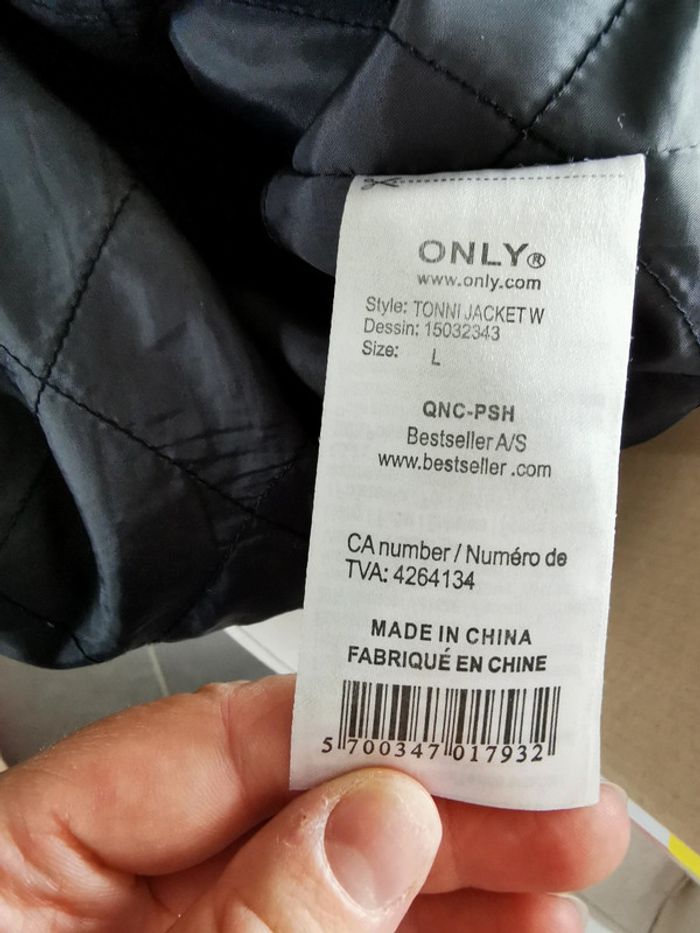 ONLY®
www.only.com
Style: TONNI JACKET W
Dessin: 15032343
Size: L
QNC-PSH
Bestseller A/S
www.bestseller .com
CA number / Numéro de
TVA: 4264134
MADE IN CHINA
FABRIQUÉ EN CHINE
5 700347 017932